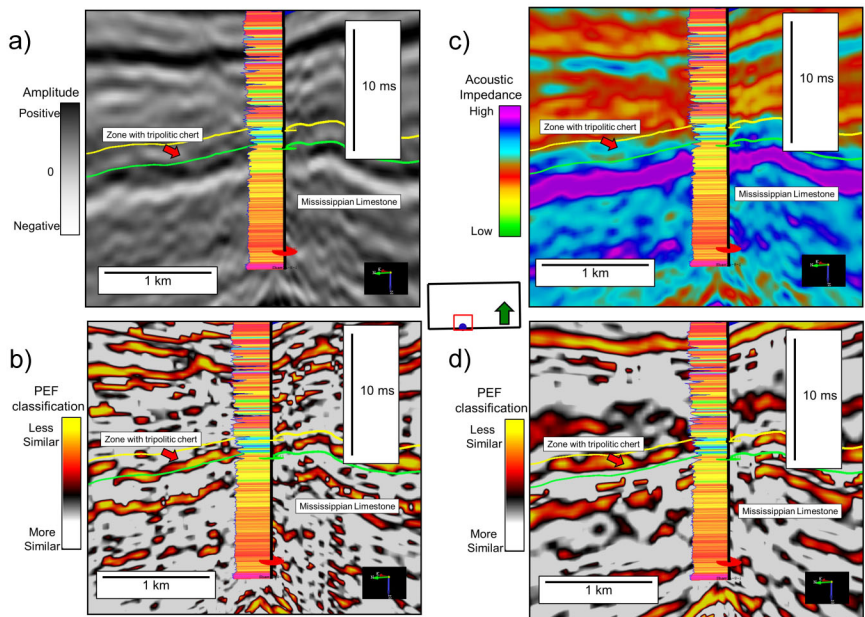 a)
Amplitude
Positive
0
Negative
Zone with tripolitic chert
10 ms
Mississippian Limestone
1 km
c)
Acoustic
Impedance
High
Low
Zone with tripolitic chert
10 ms
Mississippian Limestone
1 km
b)
PEF
classification
Less
Similar
More
Similar
Zone with tripolitic chert
10 ms
Mississippian Limestone
1 km
d)
PEF
classification
Less
Similar
More
Similar
Zone with tripolitic chert
10 ms
Mississippian Limestone
1 km